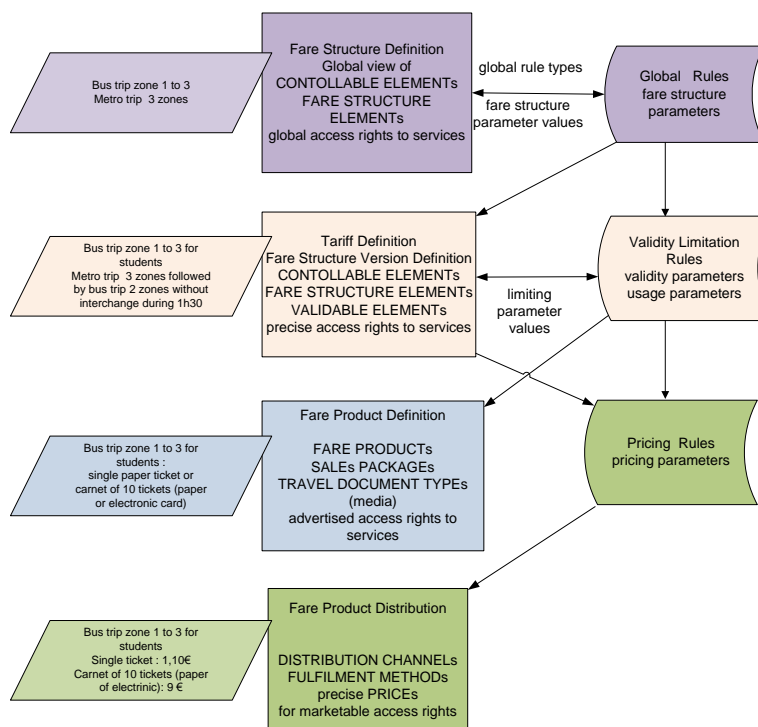 Bus trip zone 1 to 3
Metro trip 3 zones
Fare Structure Definition
Global view of
CONTOLLABLE ELEMENTs
FARE STRUCTURE
ELEMENTs
global access rights to services
global rule types
fare structure
parameter values
Global Rules
fare structure
parameters
Bus trip zone 1 to 3 for
students
Metro trip 3 zones followed
by bus trip 2 zones without
interchange during 1h30
Tariff Definition
Fare Structure Version Definition
CONTOLLABLE ELEMENTs
FARE STRUCTURE ELEMENTs
VALIDABLE ELEMENTs
precise access rights to services
limiting
parameter
values
Validity Limitation
Rules
validity parameters
usage parameters
Bus trip zone 1 to 3 for
students :
single paper ticket or
carnet of 10 tickets (paper
or electronic card)
Fare Product Definition
FARE PRODUCTs
SALEs PACKAGEs
TRAVEL DOCUMENT TYPEs
(media)
advertised access rights to
services
Pricing Rules
pricing parameters
Bus trip zone 1 to 3 for
students
Single ticket : 1,10€
Carnet of 10 tickets (paper
of electrinic): 9 €
Fare Product Distribution
DISTRIBUTION CHANNELs
FULFILMENT METHODs
precise PRICEs
for marketable access rights